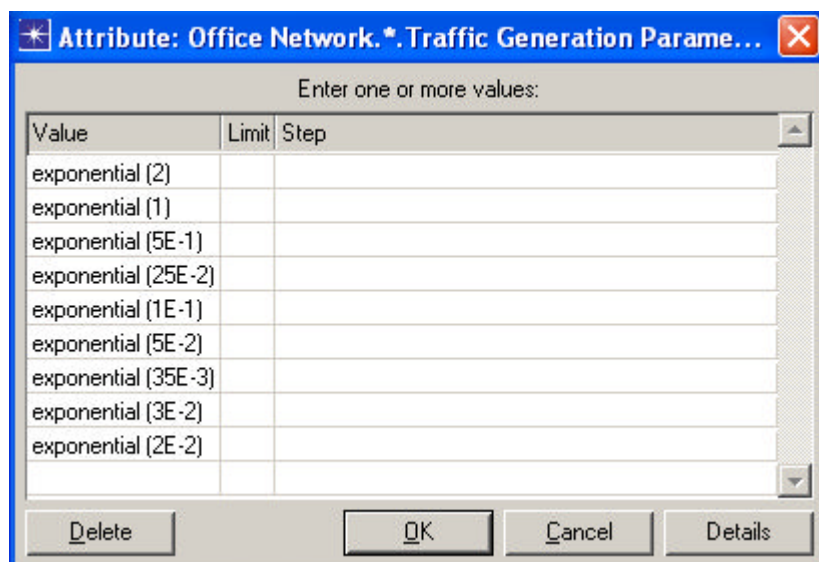 Attribute: Office Network.*.Traffic Generation Parame...
Enter one or more values:
Value Limit Step
exponential (2)
exponential (1)
exponential (5E-1)
exponential (25E-2)
exponential (1E-1)
exponential (5E-2)
exponential (35E-3)
exponential (3E-2)
exponential (2E-2)
Delete OK Cancel Details